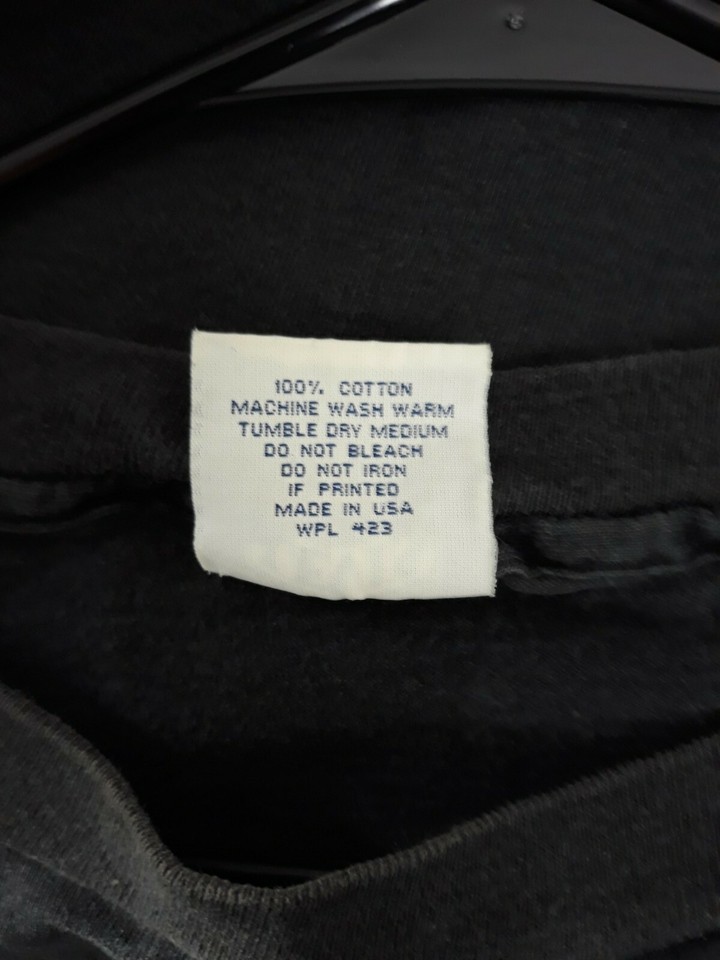 100% COTTON
MACHINE WASH WARM
TUMBLE DRY MEDIUM
DO NOT BLEACH
DO NOT IRON
IF PRINTED
MADE IN USA
WPL 423